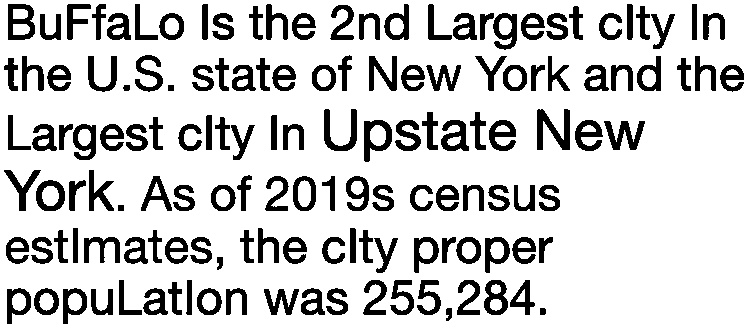 BuFfaLo Is the 2nd Largest cIty In
the U.S. state of New York and the
Largest cIty In Upstate New
York. As of 2019s census
estImates, the cIty proper
popuLatIon was 255,284.